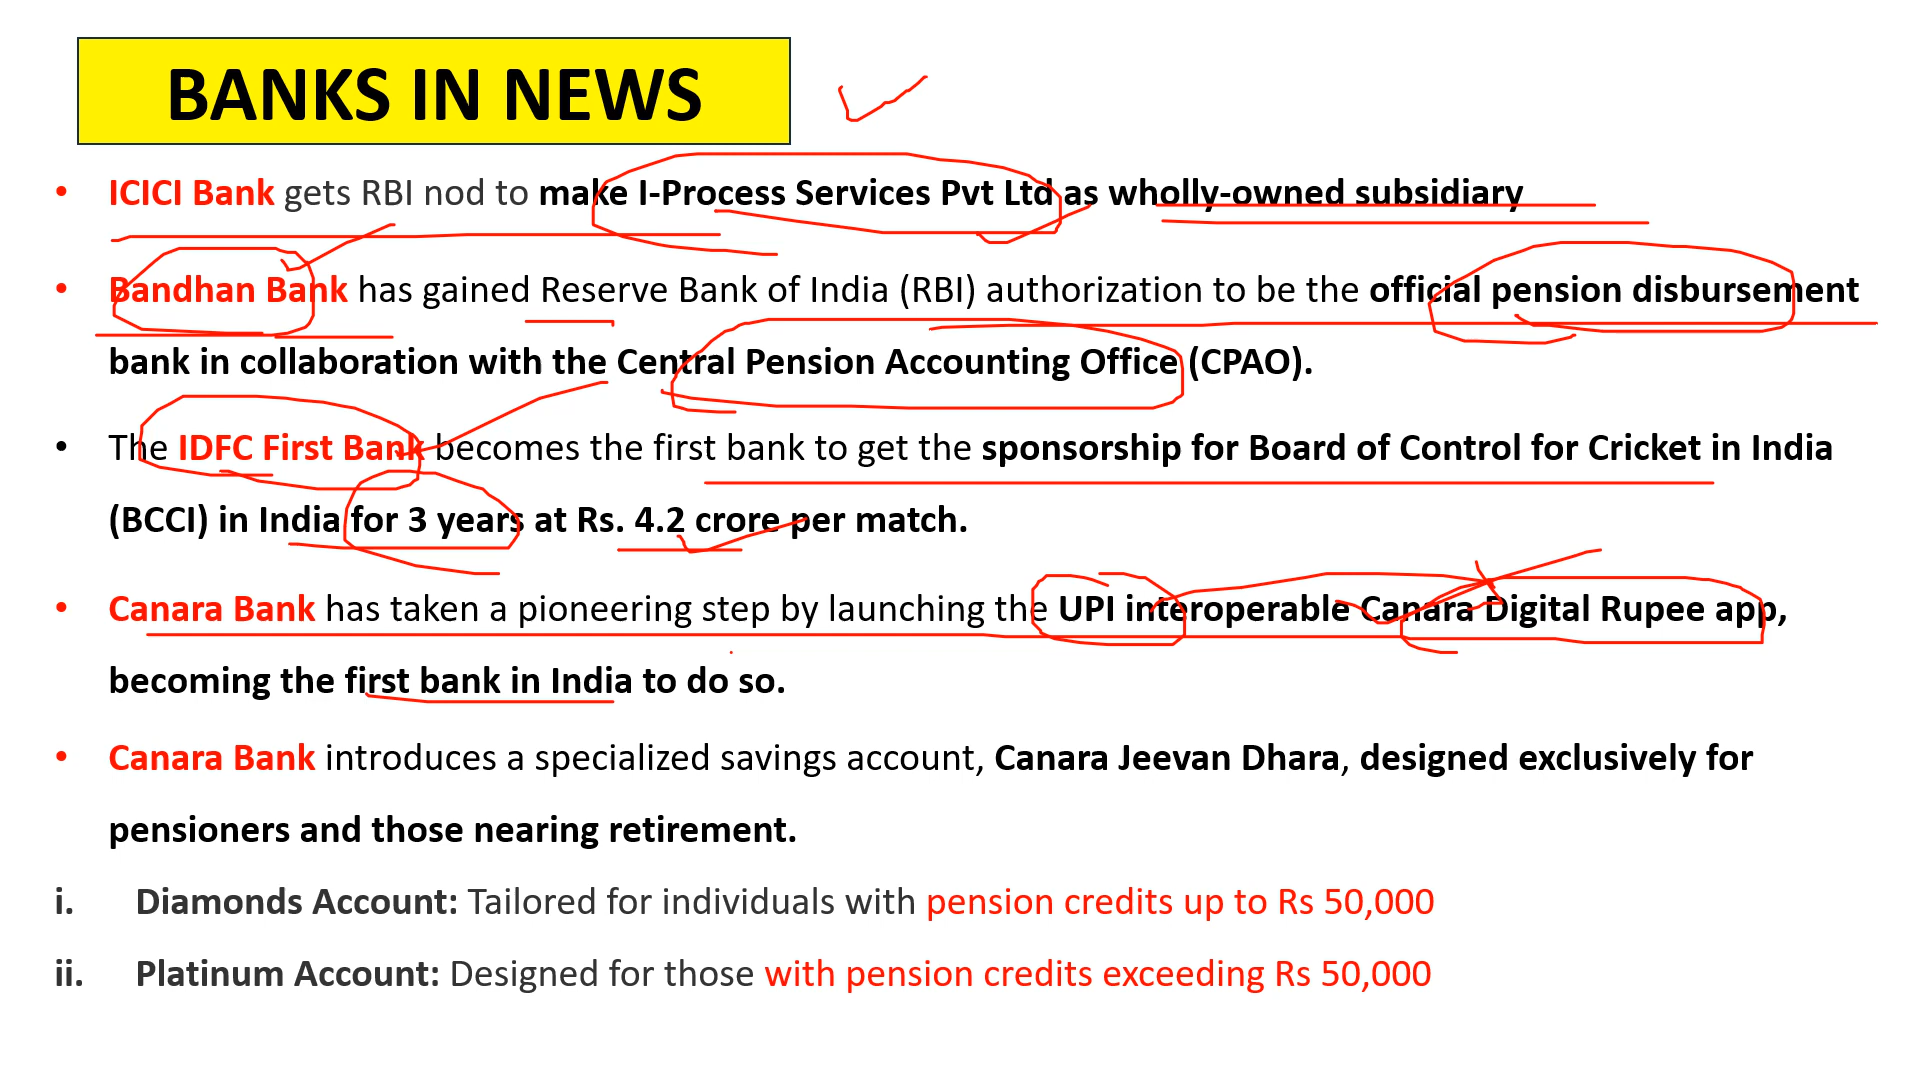 BANKS IN NEWS
• ICICI Bank gets RBI nod to make I-Process Services Pvt Ltd as wholly-owned subsidiary
• Bandhan Bank has gained Reserve Bank of India (RBI) authorization to be the official pension disbursement
bank in collaboration with the Central Pension Accounting Office (CPAO).
• The IDFC First Bank becomes the first bank to get the sponsorship for Board of Control for Cricket in India
(BCCI) in India for 3 years at Rs. 4.2 crore per match.
• Canara Bank has taken a pioneering step by launching the UPI interoperable Canara Digital Rupee app,
becoming the first bank in India to do so.
• Canara Bank introduces a specialized savings account, Canara Jeevan Dhara, designed exclusively for
pensioners and those nearing retirement.
i. Diamonds Account: Tailored for individuals with pension credits up to Rs 50,000
ii. Platinum Account: Designed for those with pension credits exceeding Rs 50,000